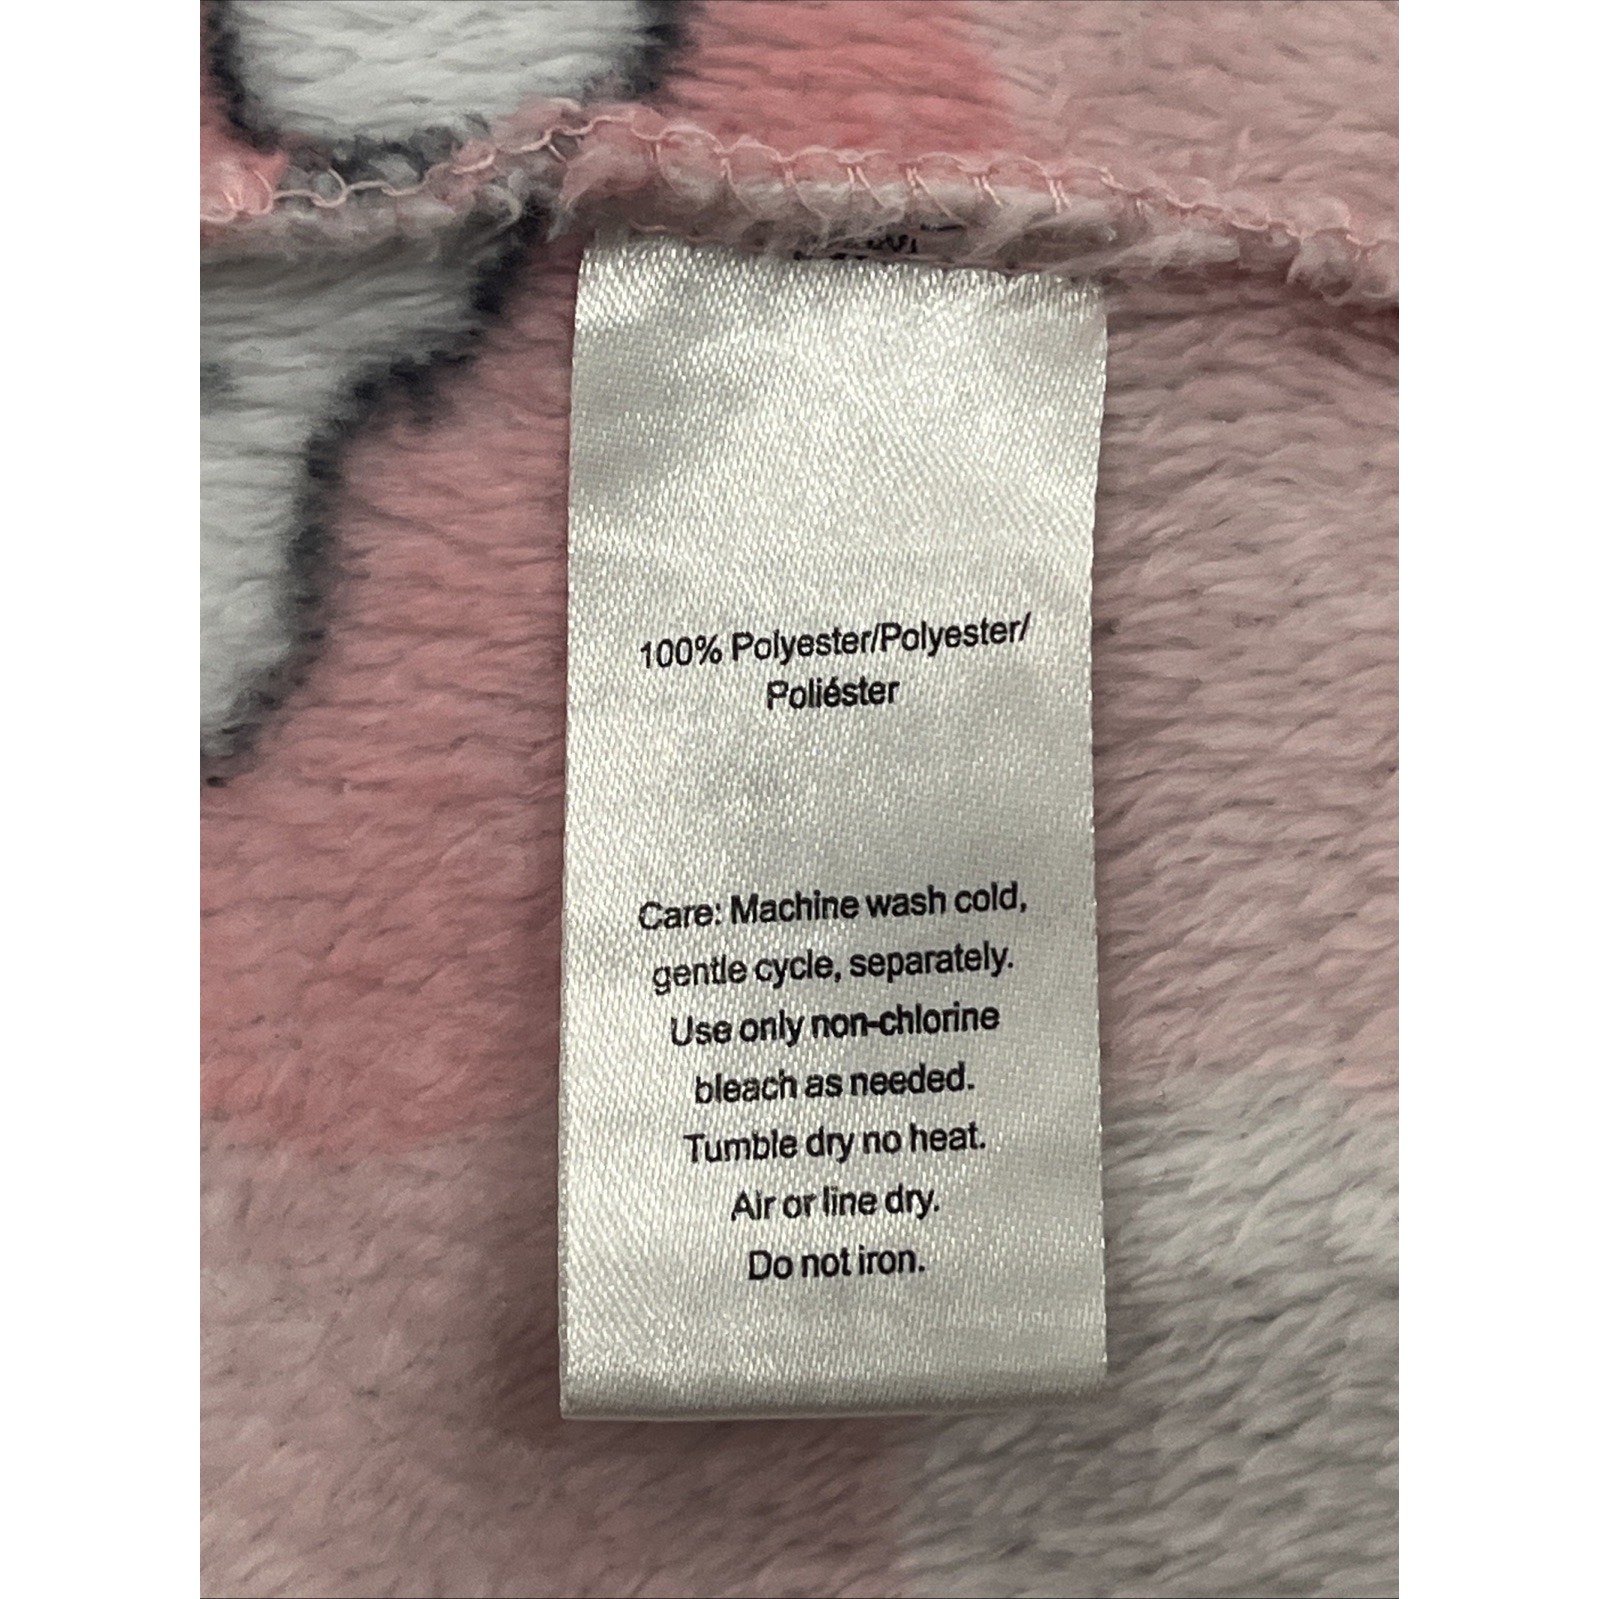 100% Polyester/Polyester/
Poliéster
Care: Machine wash cold,
gentle cycle, separately.
Use only non-chlorine
bleach as needed.
Tumble dry no heat.
Air or line dry.
Do not iron.